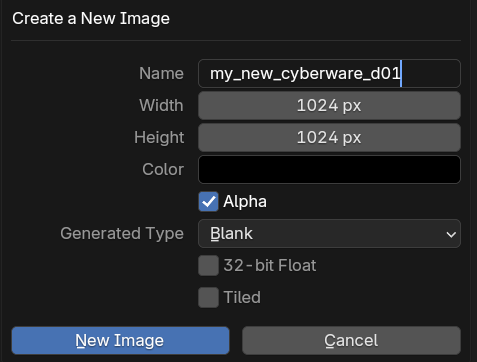 Create a New Image
Name my_new_cyberware_d01
Width 1024 px
Height 1024 px
Color
Alpha
Generated Type Blank
32-bit Float
Tiled
New Image Cancel